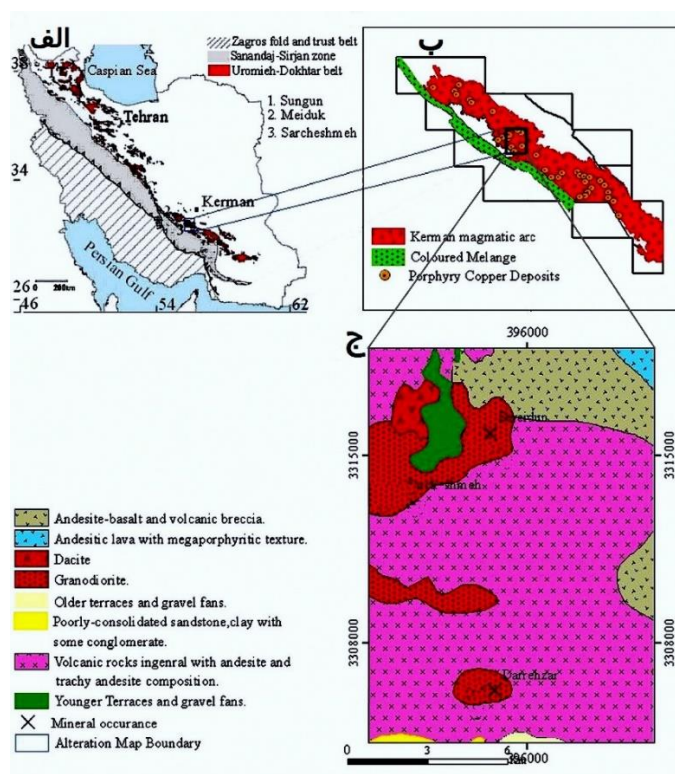 الف
38
Caspian Sea
Tehran
34
Kerman
Persian Gulf
0 200km
26
46
54
62
Zagros fold and trust belt
Sanandaj-Sirjan zone
Uromieh-Dokhtar belt
1. Sungun
2. Meiduk
3. Sarcheshmeh
ب
Kerman magmatic arc
Coloured Melange
Porphyry Copper Deposits
ج
396000
3315000
3315000
3308000
3308000
Darrehzar
0
3
6
396000
Andesite-basalt and volcanic breccia.
Andesitic lava with megaporphyritic texture.
Dacite
Granodiorite.
Older terraces and gravel fans.
Poorly-consolidated sandstone,clay with
some conglomerate.
Volcanic rocks ingenral with andesite and
trachy andesite composition.
Younger Terraces and gravel fans.
Mineral occurance
Alteration Map Boundary